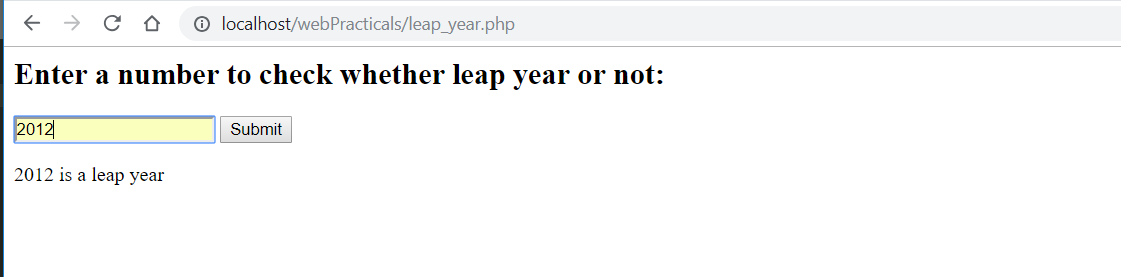 localhost/webPracticals/leap_year.php
Enter a number to check whether leap year or not:
2012 Submit
2012 is a leap year